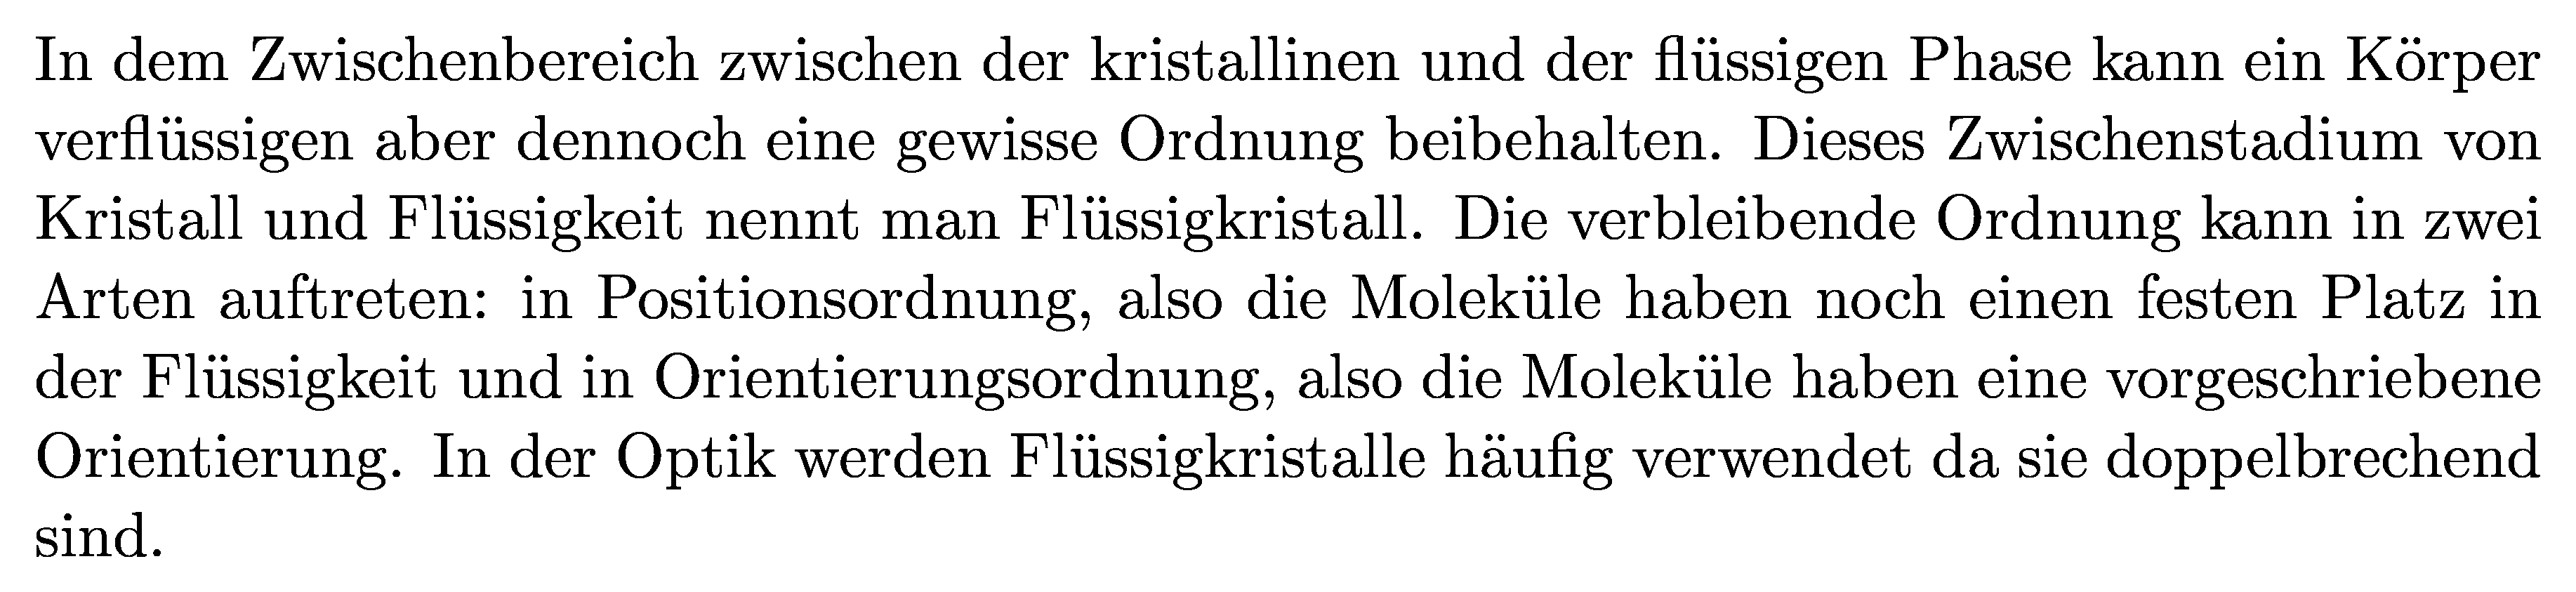 In dem Zwischenbereich zwischen der kristallinen und der flüssigen Phase kann ein Körper
verflüssigen aber dennoch eine gewisse Ordnung beibehalten. Dieses Zwischenstadium von
Kristall und Flüssigkeit nennt man Flüssigkristall. Die verbleibende Ordnung kann in zwei
Arten auftreten: in Positionsordnung, also die Moleküle haben noch einen festen Platz in
der Flüssigkeit und in Orientierungsordnung, also die Moleküle haben eine vorgeschriebene
Orientierung. In der Optik werden Flüssigkristalle häufig verwendet da sie doppelbrechend
sind.